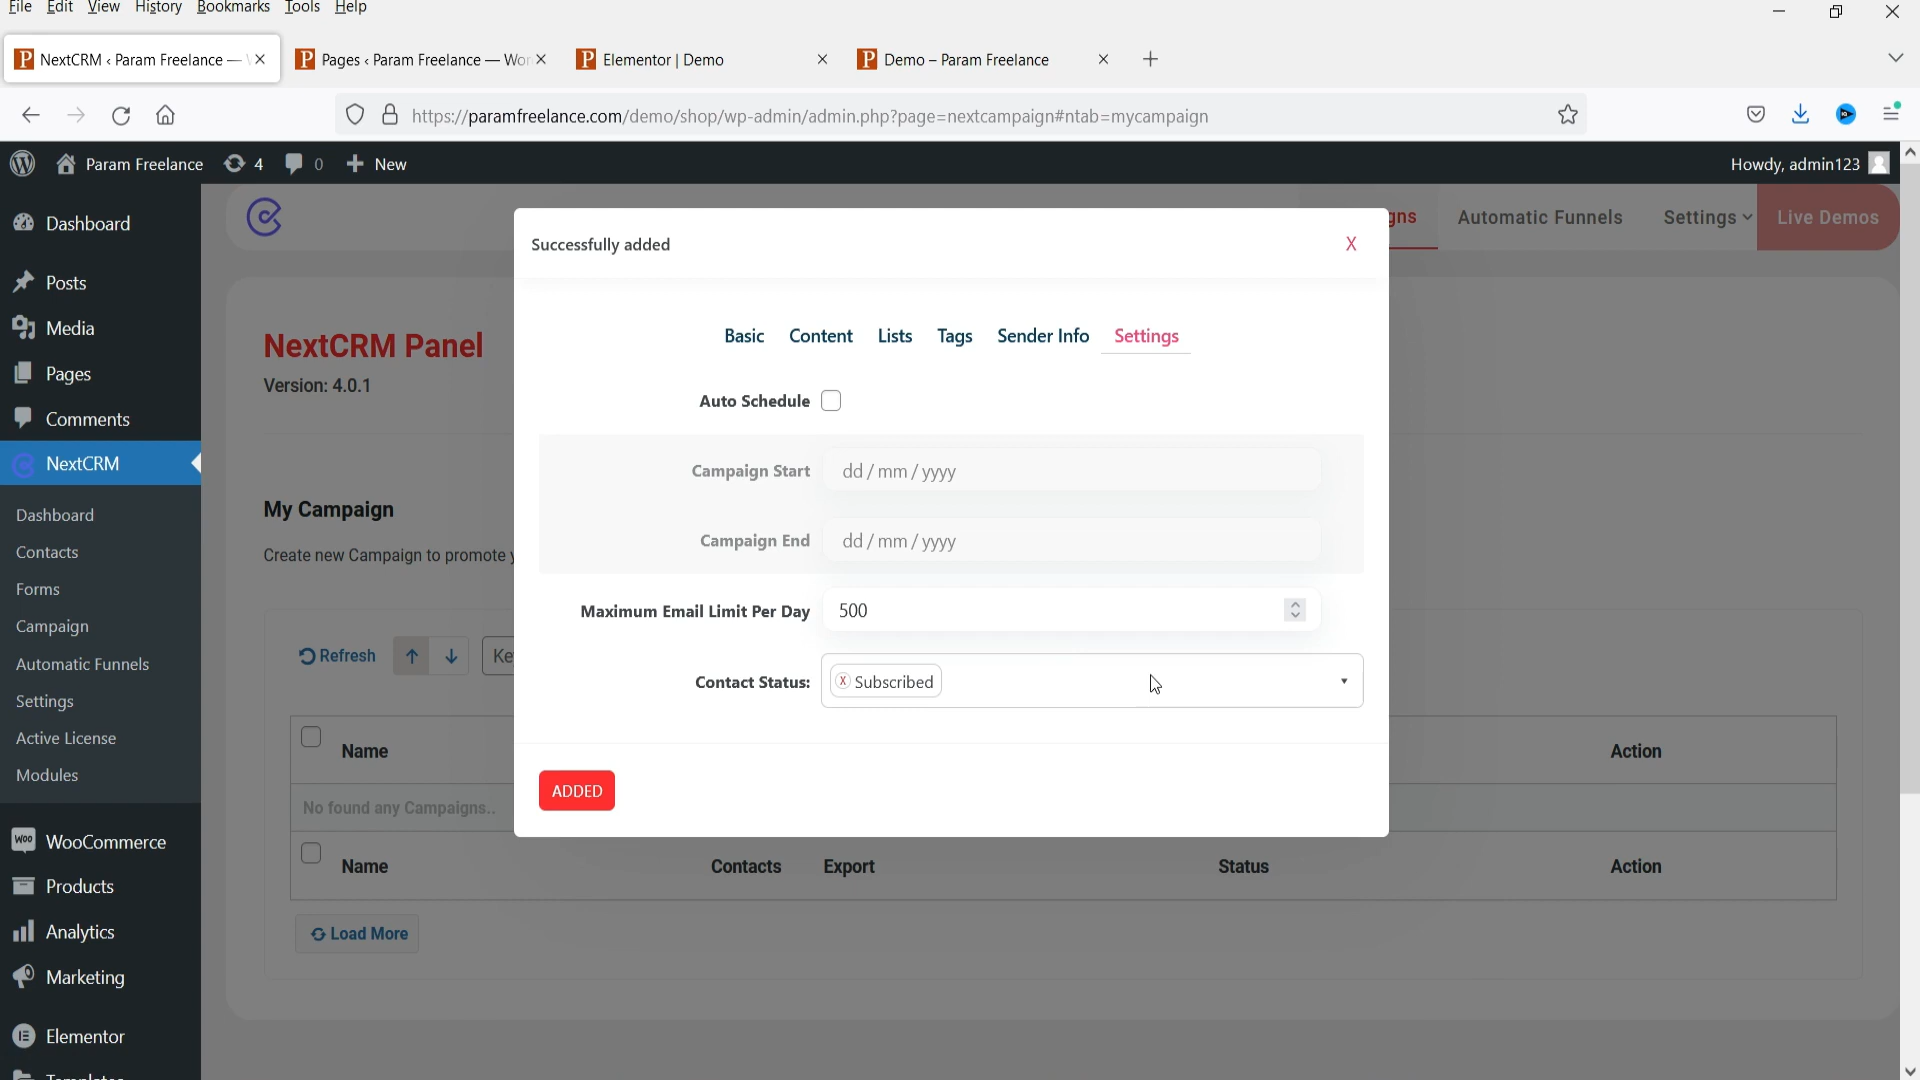 File Edit View History Bookmarks Tools Help
NextCRM ‹ Param Freelance —
Pages ‹ Param Freelance — Wor
Elementor | Demo
Demo – Param Freelance
https://paramfreelance.com/demo/shop/wp-admin/admin.php?page=nextcampaign#ntab=mycampaign
Param Freelance 4 0 New
Howdy, admin123
Dashboard
Posts
Media
Pages
Comments
NextCRM
Dashboard
Contacts
Forms
Campaign
Automatic Funnels
Settings
Active License
Modules
WooCommerce
Products
Analytics
Marketing
Elementor
gns Automatic Funnels Settings Live Demos
NextCRM Panel
Version: 4.0.1
My Campaign
Create new Campaign to promote y
Refresh Ke
Name Action
No found any Campaigns..
Name Contacts Export Status Action
Load More
Successfully added X
Basic Content Lists Tags Sender Info Settings
Auto Schedule
Campaign Start dd / mm / yyyy
Campaign End dd / mm / yyyy
Maximum Email Limit Per Day 500
Contact Status: X Subscribed
ADDED